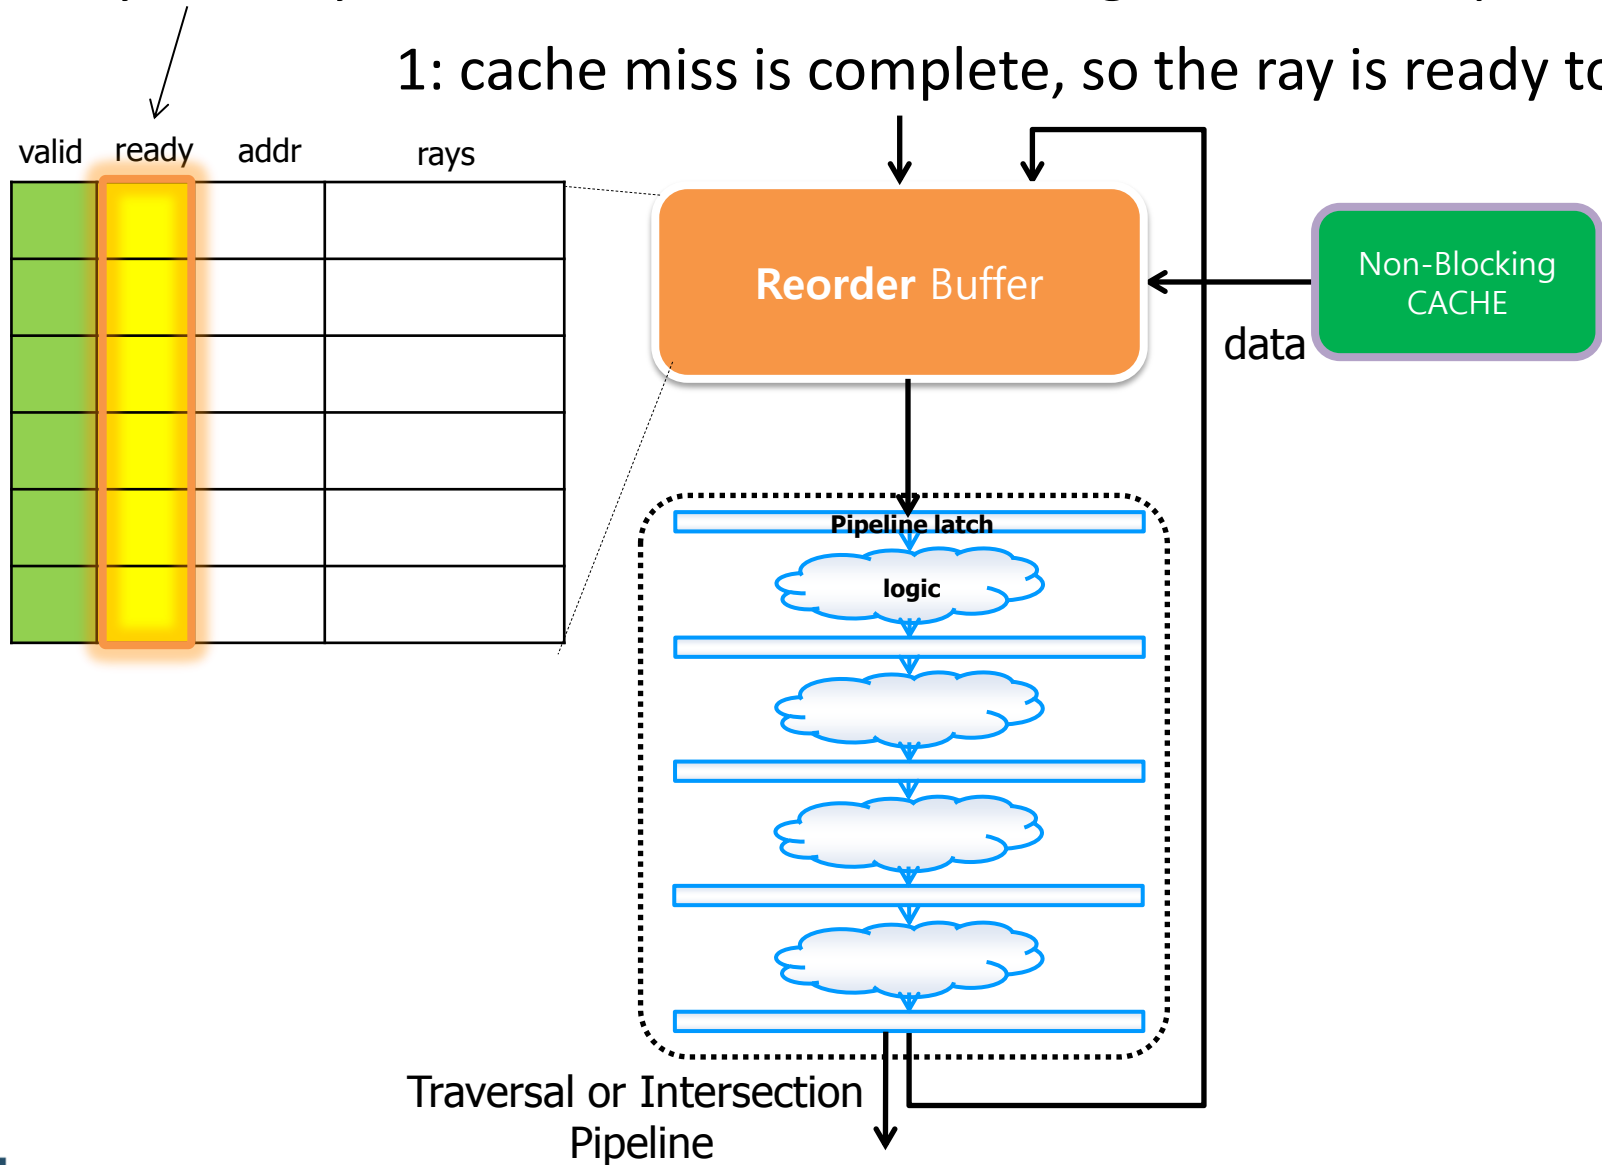 1: cache miss is complete, so the ray is ready to
valid ready addr rays
Reorder Buffer
Non-Blocking
CACHE
data
Pipeline latch
logic
Traversal or Intersection
Pipeline